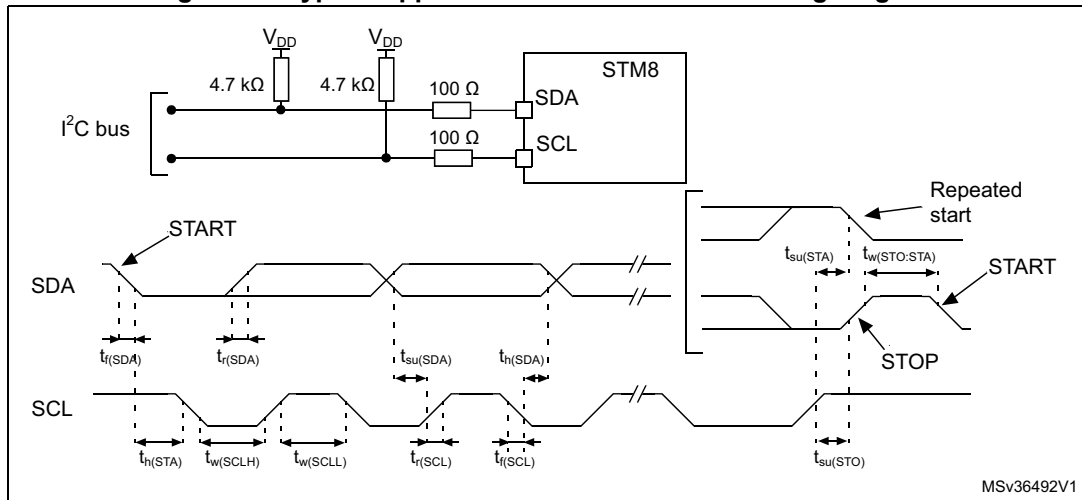 V_DD V_DD
STM8
4.7 kΩ 4.7 kΩ 100 Ω
SDA
I²C bus
100 Ω
SCL
Repeated
start
START
t_su(STA) t_w(STO:STA)
START
SDA
STOP
t_f(SDA) t_r(SDA) t_su(SDA) t_h(SDA)
SCL
t_h(STA) t_w(SCLH) t_w(SCLL) t_r(SCL) t_f(SCL) t_su(STO)
MSv36492V1